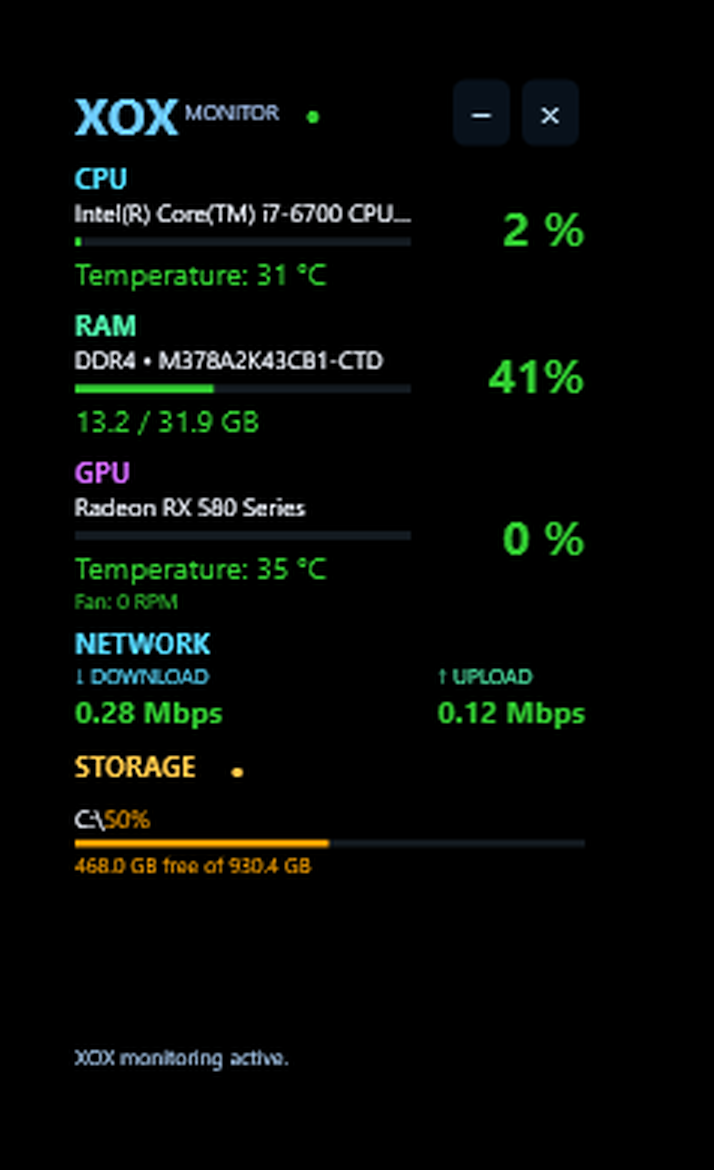 XOX MONITOR
− ×
CPU
Intel(R) Core(TM) i7-6700 CPU...
2 %
Temperature: 31 °C
RAM
DDR4 • M378A2K43CB1-CTD
41%
13.2 / 31.9 GB
GPU
Radeon RX 580 Series
0 %
Temperature: 35 °C
Fan: 0 RPM
NETWORK
↓ DOWNLOAD ↑ UPLOAD
0.28 Mbps 0.12 Mbps
STORAGE
C:\50%
468.0 GB free of 930.4 GB
XOX monitoring active.